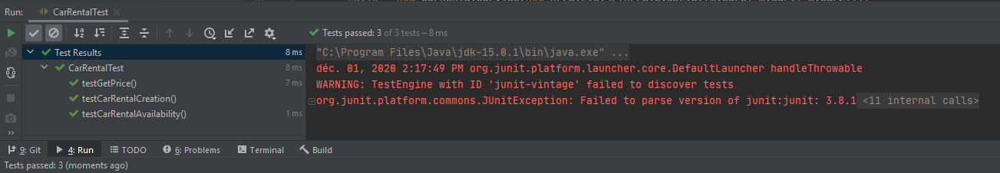 Run: CarRentalTest
Tests passed: 3 of 3 tests – 8 ms
Test Results 8 ms
CarRentalTest 8 ms
testGetPrice() 7 ms
testCarRentalCreation()
testCarRentalAvailability() 1 ms
"C:\Program Files\Java\jdk-15.0.1\bin\java.exe" ...
déc. 01, 2020 2:17:49 PM org.junit.platform.launcher.core.DefaultLauncher handleThrowable
WARNING: TestEngine with ID 'junit-vintage' failed to discover tests
org.junit.platform.commons.JUnitException: Failed to parse version of junit:junit: 3.8.1 <11 internal calls>
9: Git 4: Run TODO 6: Problems Terminal Build
Tests passed: 3 (moments ago)